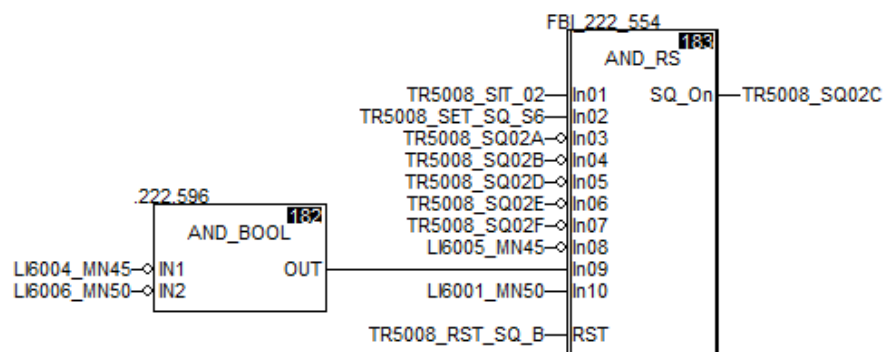 FBI_222_554
183
AND_RS
TR5008_SIT_02 In01 SQ_On TR5008_SQ02C
TR5008_SET_SQ_S6 In02
TR5008_SQ02A In03
TR5008_SQ02B In04
TR5008_SQ02D In05
TR5008_SQ02E In06
TR5008_SQ02F In07
LI6005_MN45 In08
In09
LI6001_MN50 In10
TR5008_RST_SQ_B RST
.222.596
182
AND_BOOL
LI6004_MN45 IN1 OUT
LI6006_MN50 IN2